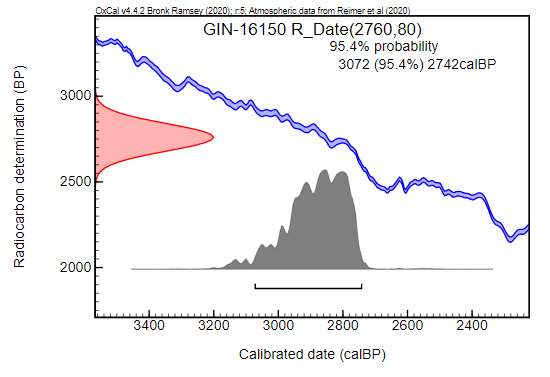 OxCal v4.4.2 Bronk Ramsey (2020); r:5; Atmospheric data from Reimer et al (2020)
GIN-16150 R_Date(2760,80)
95.4% probability
3072 (95.4%) 2742calBP
Radiocarbon determination (BP)
3000
2500
2000
3400 3200 3000 2800 2600 2400
Calibrated date (calBP)